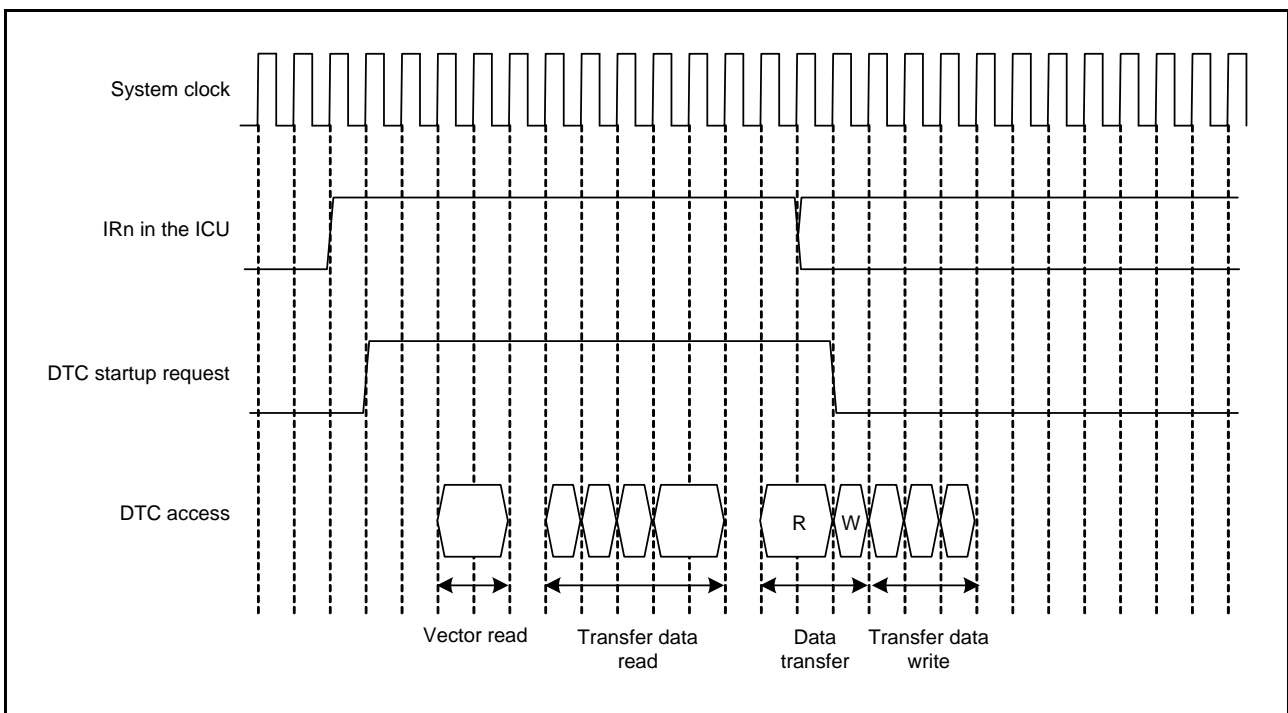 System clock
IRn in the ICU
DTC startup request
DTC access
R
W
Vector read
Transfer data
read
Data
transfer
Transfer data
write